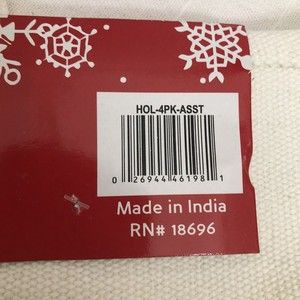 HOL-4PK-ASST
0 26944 46198 1
Made in India
RN# 18696